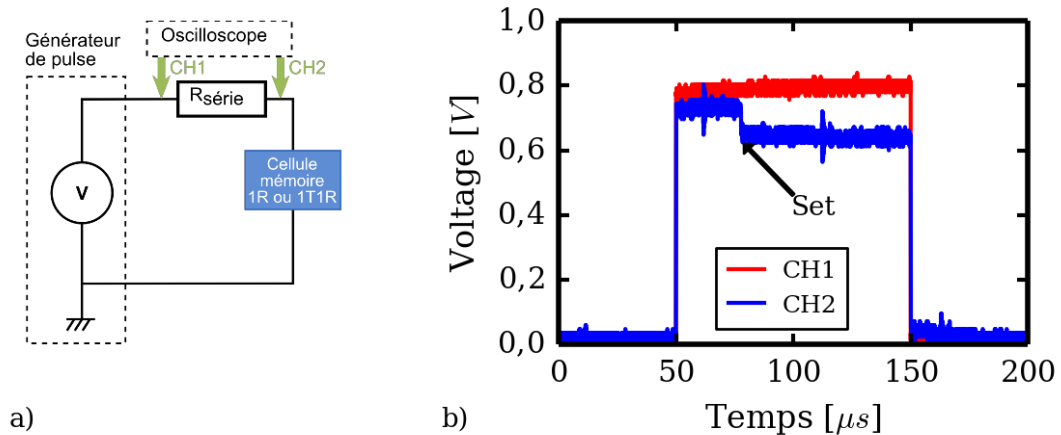 Générateur
de pulse
Oscilloscope
CH1
CH2
Rsérie
V
Cellule
mémoire
1R ou 1T1R
a)
Voltage [V]
1,0
0,8
0,6
0,4
0,2
0,0
Set
CH1
CH2
0
50
100
150
200
Temps [μs]
b)